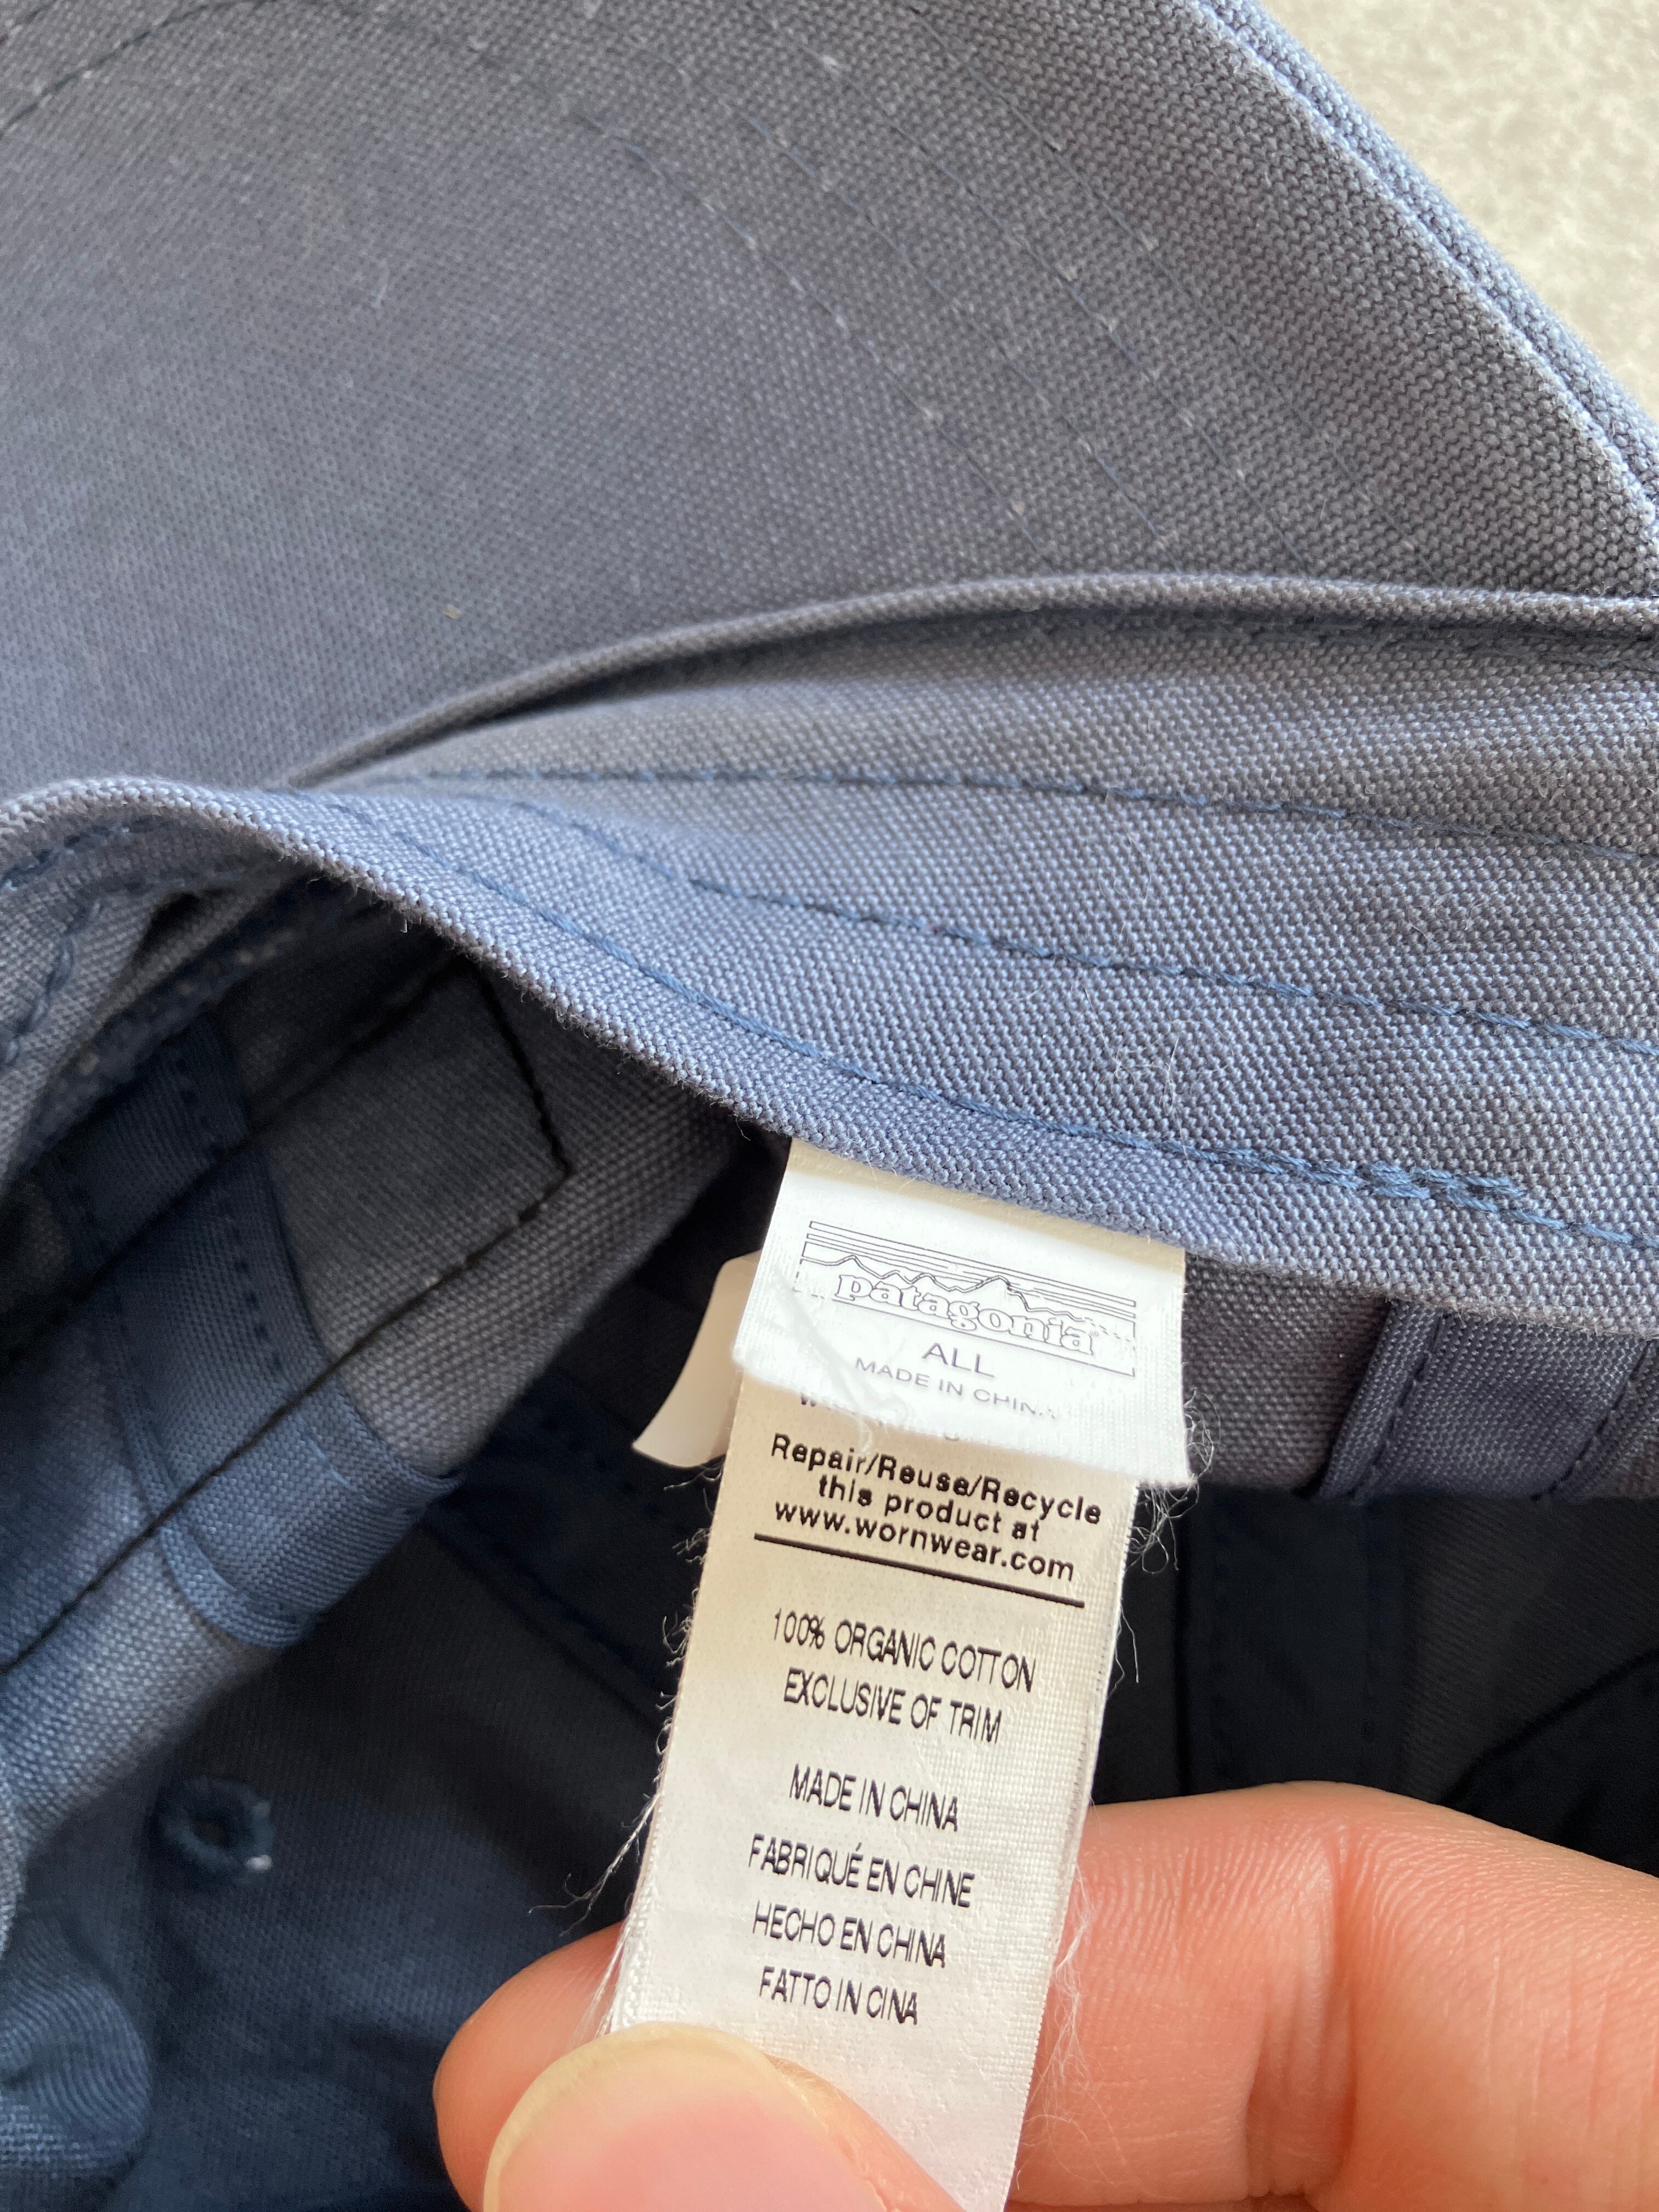 patagonia®
ALL
MADE IN CHINA
Repair/Reuse/Recycle
this product at
www.wornwear.com
100% ORGANIC COTTON
EXCLUSIVE OF TRIM
MADE IN CHINA
FABRIQUÉ EN CHINE
HECHO EN CHINA
FATTO IN CINA